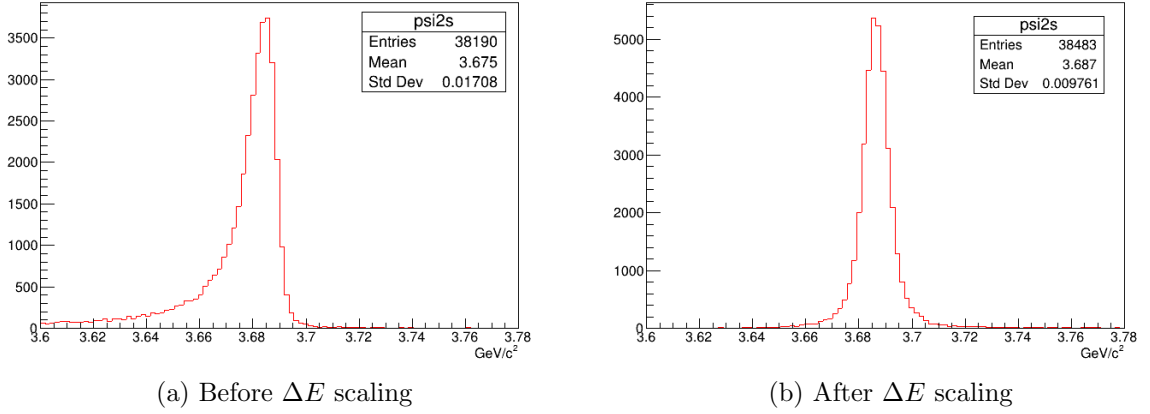 psi2s
Entries 38190
Mean 3.675
Std Dev 0.01708
3500
3000
2500
2000
1500
1000
500
0
3.6 3.62 3.64 3.66 3.68 3.7 3.72 3.74 3.76 3.78
GeV/c²
(a) Before ΔE scaling
psi2s
Entries 38483
Mean 3.687
Std Dev 0.009761
5000
4000
3000
2000
1000
0
3.6 3.62 3.64 3.66 3.68 3.7 3.72 3.74 3.76 3.78
GeV/c²
(b) After ΔE scaling